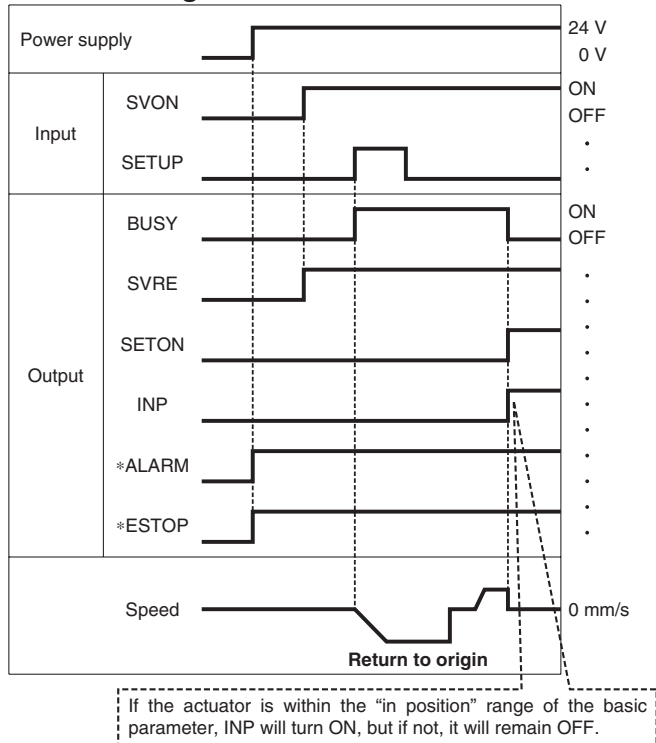 Power supply
24 V
0 V
Input
SVON
ON
OFF
SETUP
Output
BUSY
ON
OFF
SVRE
SETON
INP
*ALARM
*ESTOP
Speed
0 mm/s
Return to origin
If the actuator is within the “in position” range of the basic
parameter, INP will turn ON, but if not, it will remain OFF.